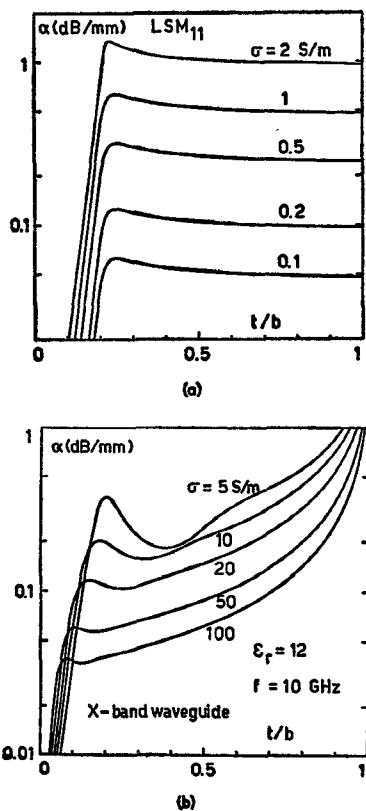 α(dB/mm) LSM₁₁
σ=2 S/m
1
1
0.5
0.2
0.1
0.1
t/b
0 0.5 1
(a)
1
α(dB/mm)
σ=5 S/m
10
20
50
100
0.1
εᵣ=12
f = 10 GHz
X-band waveguide
t/b
0.01
0 0.5 1
(b)